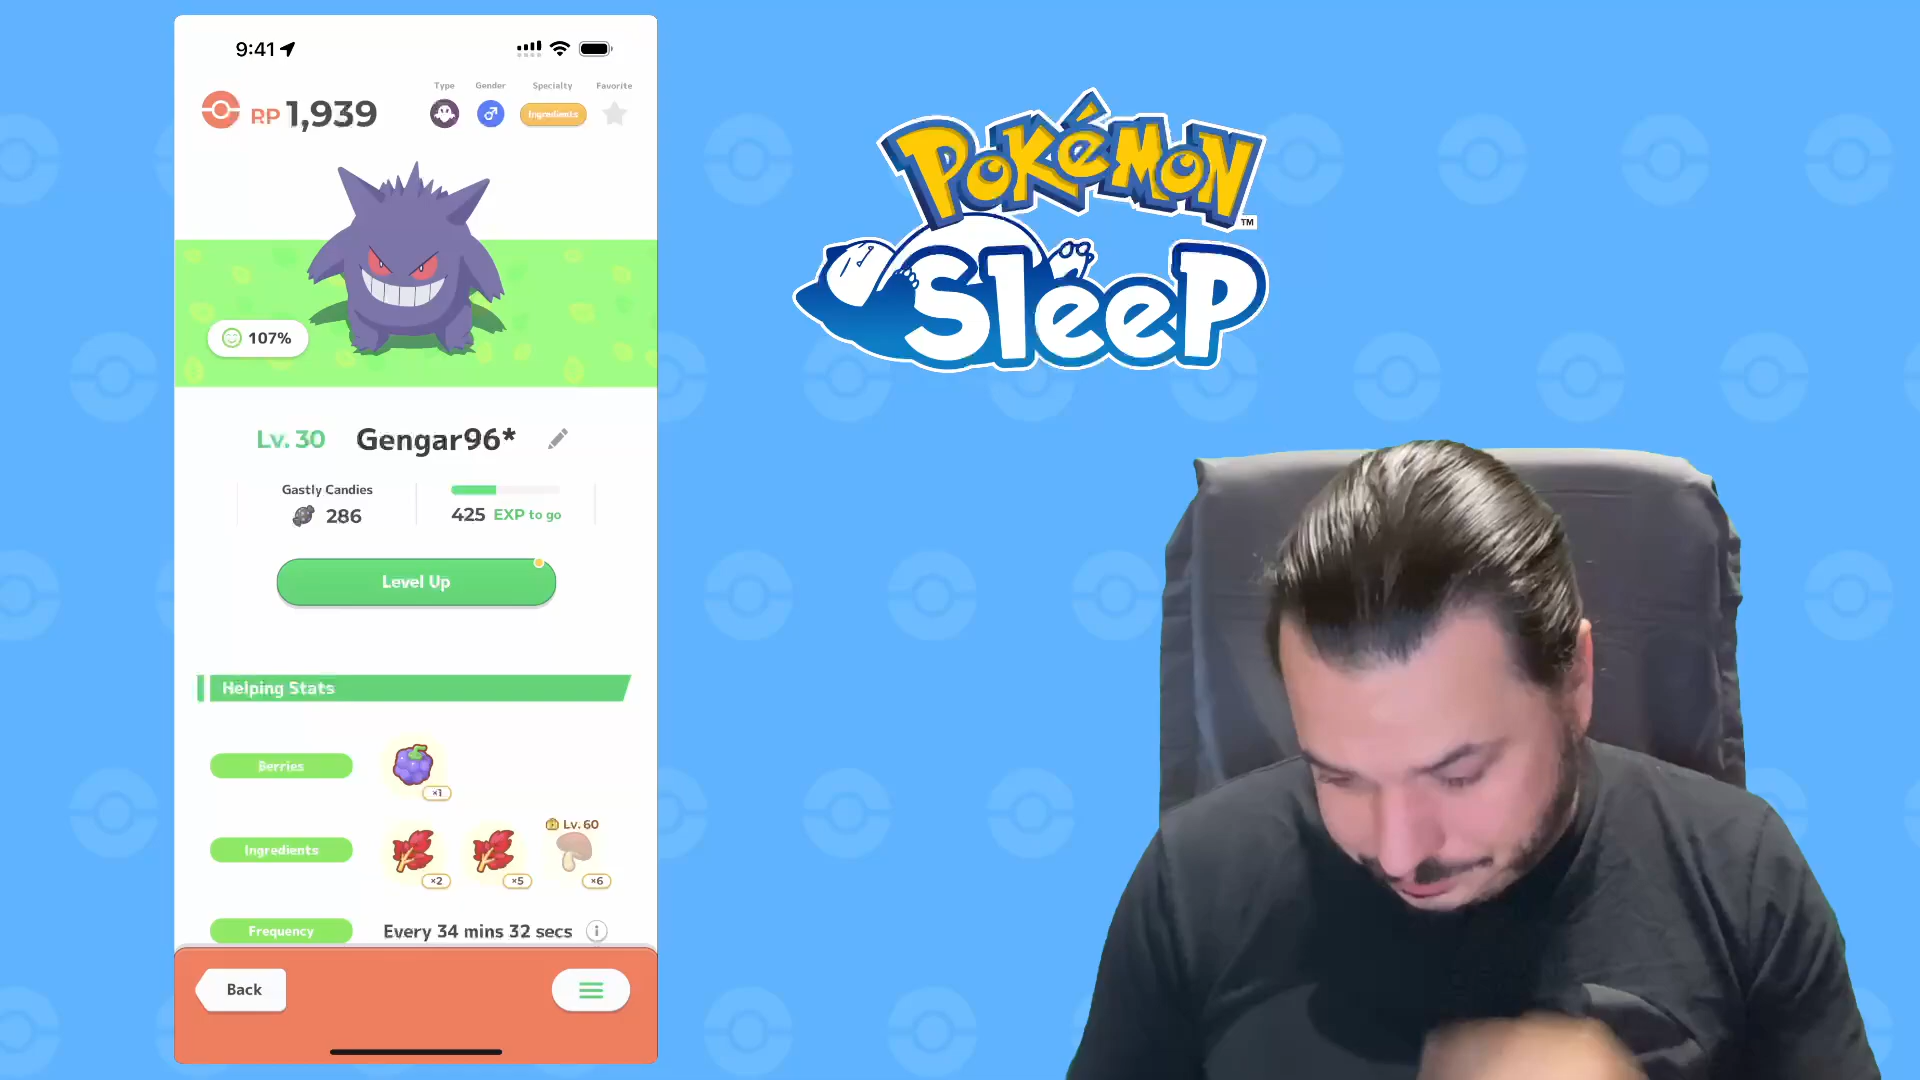 9:41
Type Gender Specialty Favorite
RP 1,939
Ingredients
107%
Lv. 30 Gengar96*
Gastly Candies
286
425 EXP to go
Level Up
Helping Stats
Berries
×1
Lv. 60
Ingredients
×2 ×5 ×6
Frequency
Every 34 mins 32 secs
Back
POKéMON
TM
SleeP